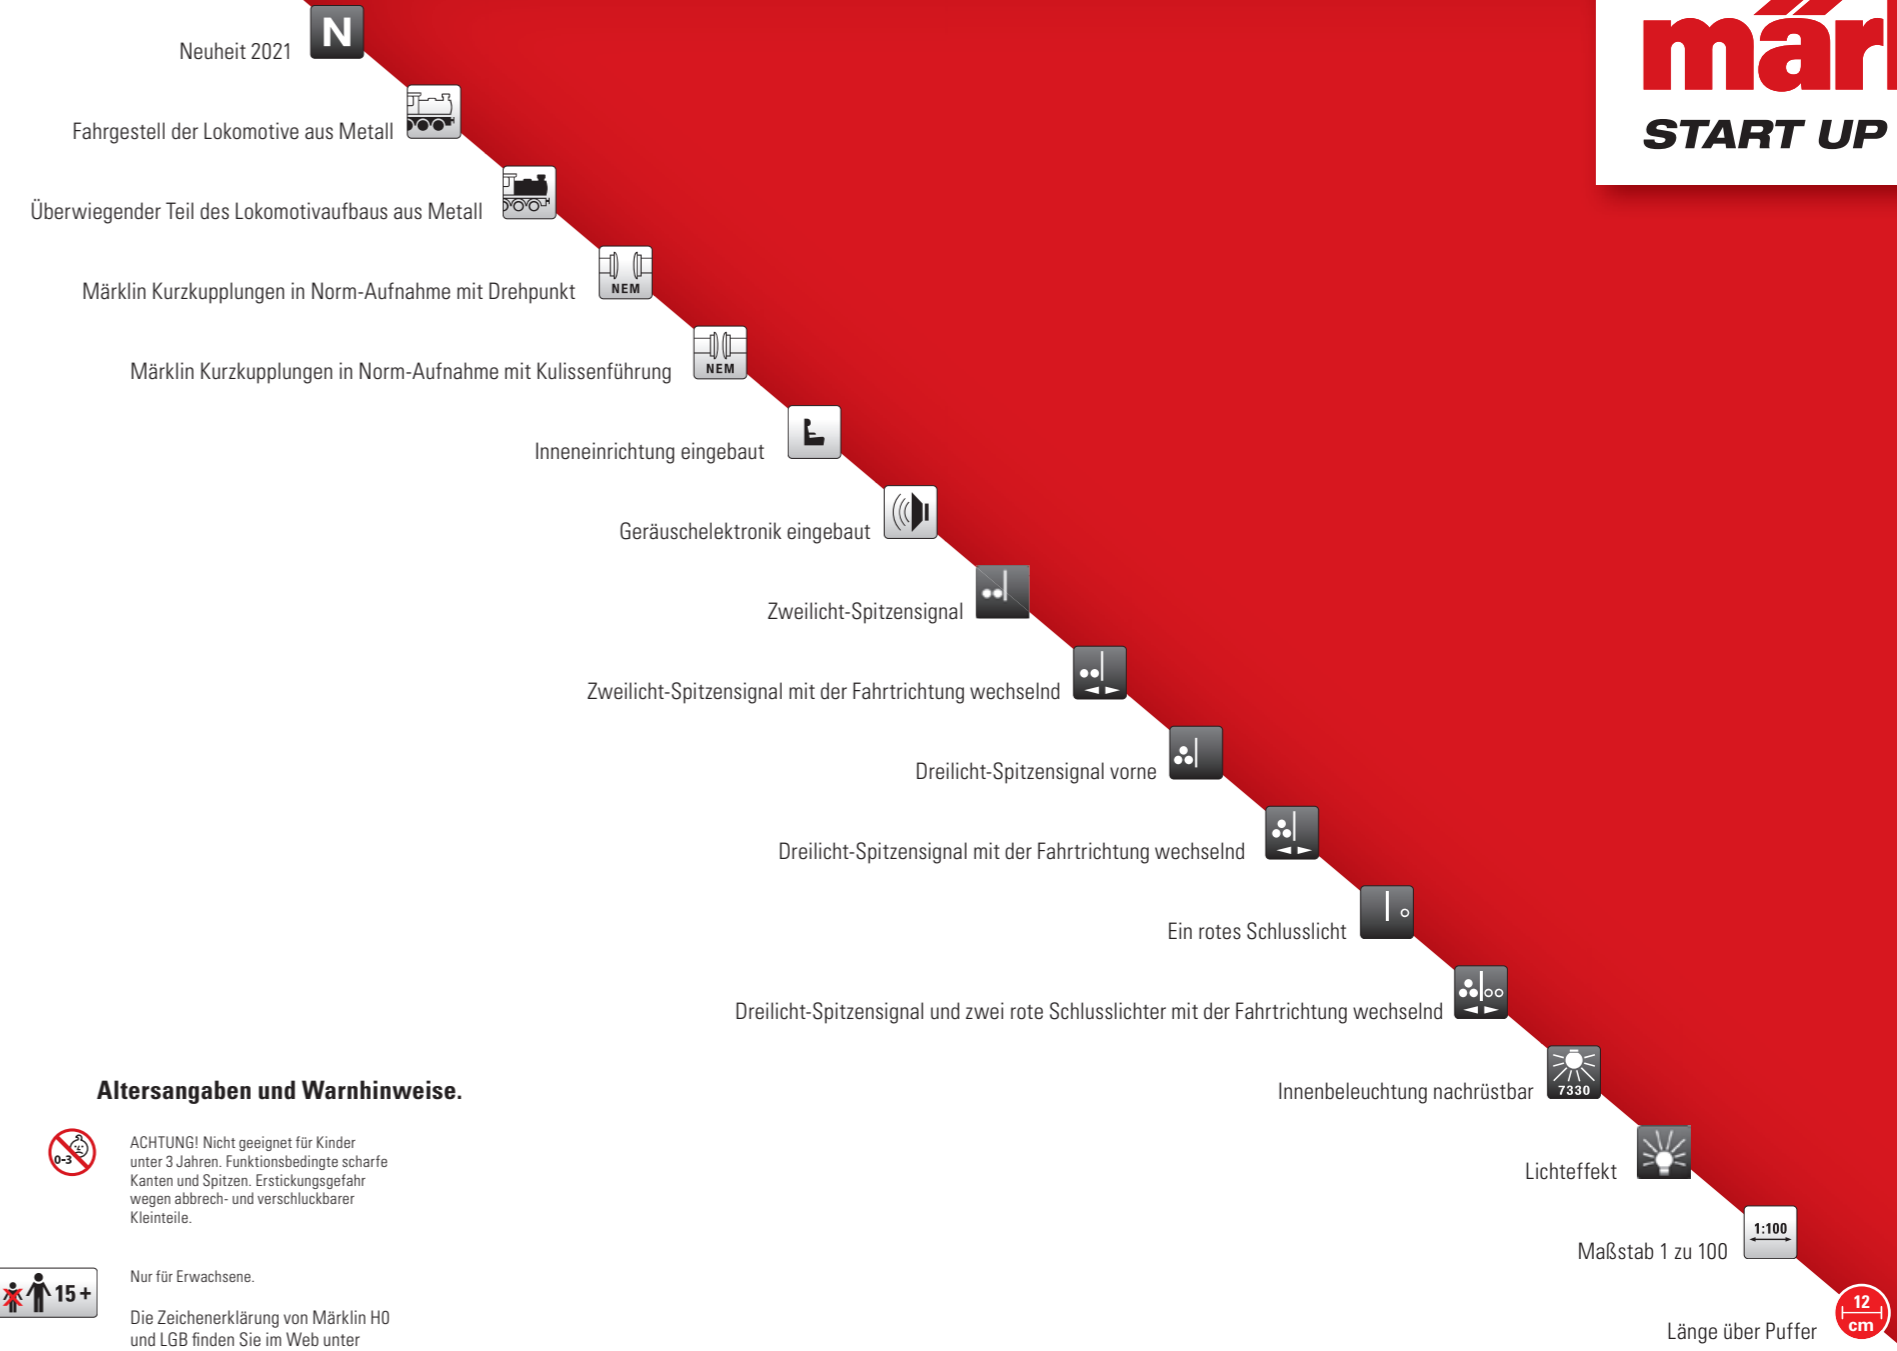 Neuheit 2021
N
mär
START UP
Fahrgestell der Lokomotive aus Metall
Überwiegender Teil des Lokomotivaufbaus aus Metall
Märklin Kurzkupplungen in Norm-Aufnahme mit Drehpunkt
NEM
Märklin Kurzkupplungen in Norm-Aufnahme mit Kulissenführung
NEM
Inneneinrichtung eingebaut
Geräuschelektronik eingebaut
Zweilicht-Spitzensignal
Zweilicht-Spitzensignal mit der Fahrtrichtung wechselnd
Dreilicht-Spitzensignal vorne
Dreilicht-Spitzensignal mit der Fahrtrichtung wechselnd
Ein rotes Schlusslicht
Dreilicht-Spitzensignal und zwei rote Schlusslichter mit der Fahrtrichtung wechselnd
Innenbeleuchtung nachrüstbar
7330
Lichteffekt
Maßstab 1 zu 100
1:100
Länge über Puffer
12
cm
Altersangaben und Warnhinweise.
0-3
ACHTUNG! Nicht geeignet für Kinder
unter 3 Jahren. Funktionsbedingte scharfe
Kanten und Spitzen. Erstickungsgefahr
wegen abbrech- und verschluckbarer
Kleinteile.
15 +
Nur für Erwachsene.
Die Zeichenerklärung von Märklin H0
und LGB finden Sie im Web unter